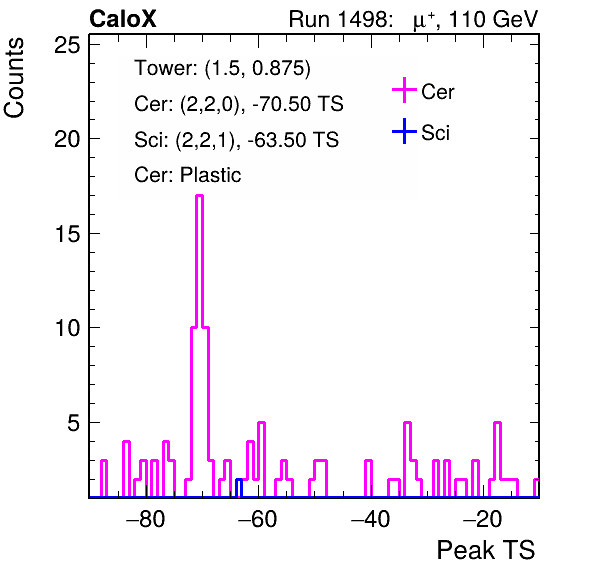 CaloX Run 1498: μ⁺, 110 GeV
Counts
25
20
15
10
5
Tower: (1.5, 0.875)
Cer: (2,2,0), -70.50 TS
Sci: (2,2,1), -63.50 TS
Cer: Plastic
Cer
Sci
−80 −60 −40 −20
Peak TS